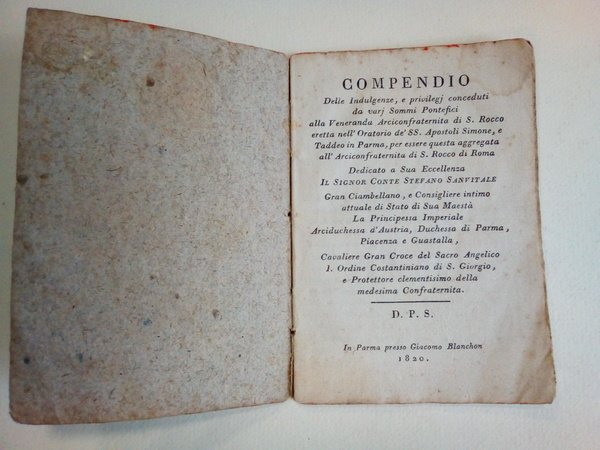 COMPENDIO
Delle Indulgenze, e privilegj conceduti
da varj Sommi Pontefici
alla Veneranda Arciconfraternita di S. Rocco
eretta nell'Oratorio de' SS. Apostoli Simone, e
Taddeo in Parma, per essere questa aggregata
all'Arciconfraternita di S. Rocco di Roma
Dedicato a Sua Eccellenza
IL SIGNOR CONTE STEFANO SANVITALE
Gran Ciambellano, e Consigliere intimo
attuale di Stato di Sua Maestà
La Principessa Imperiale
Arciduchessa d'Austria, Duchessa di Parma,
Piacenza e Guastalla,
Cavaliere Gran Croce del Sacro Angelico
I. Ordine Costantiniano di S. Giorgio,
e Protettore clementissimo della
medesima Confraternita.
D. P. S.
In Parma presso Giacomo Blanchon
1820.